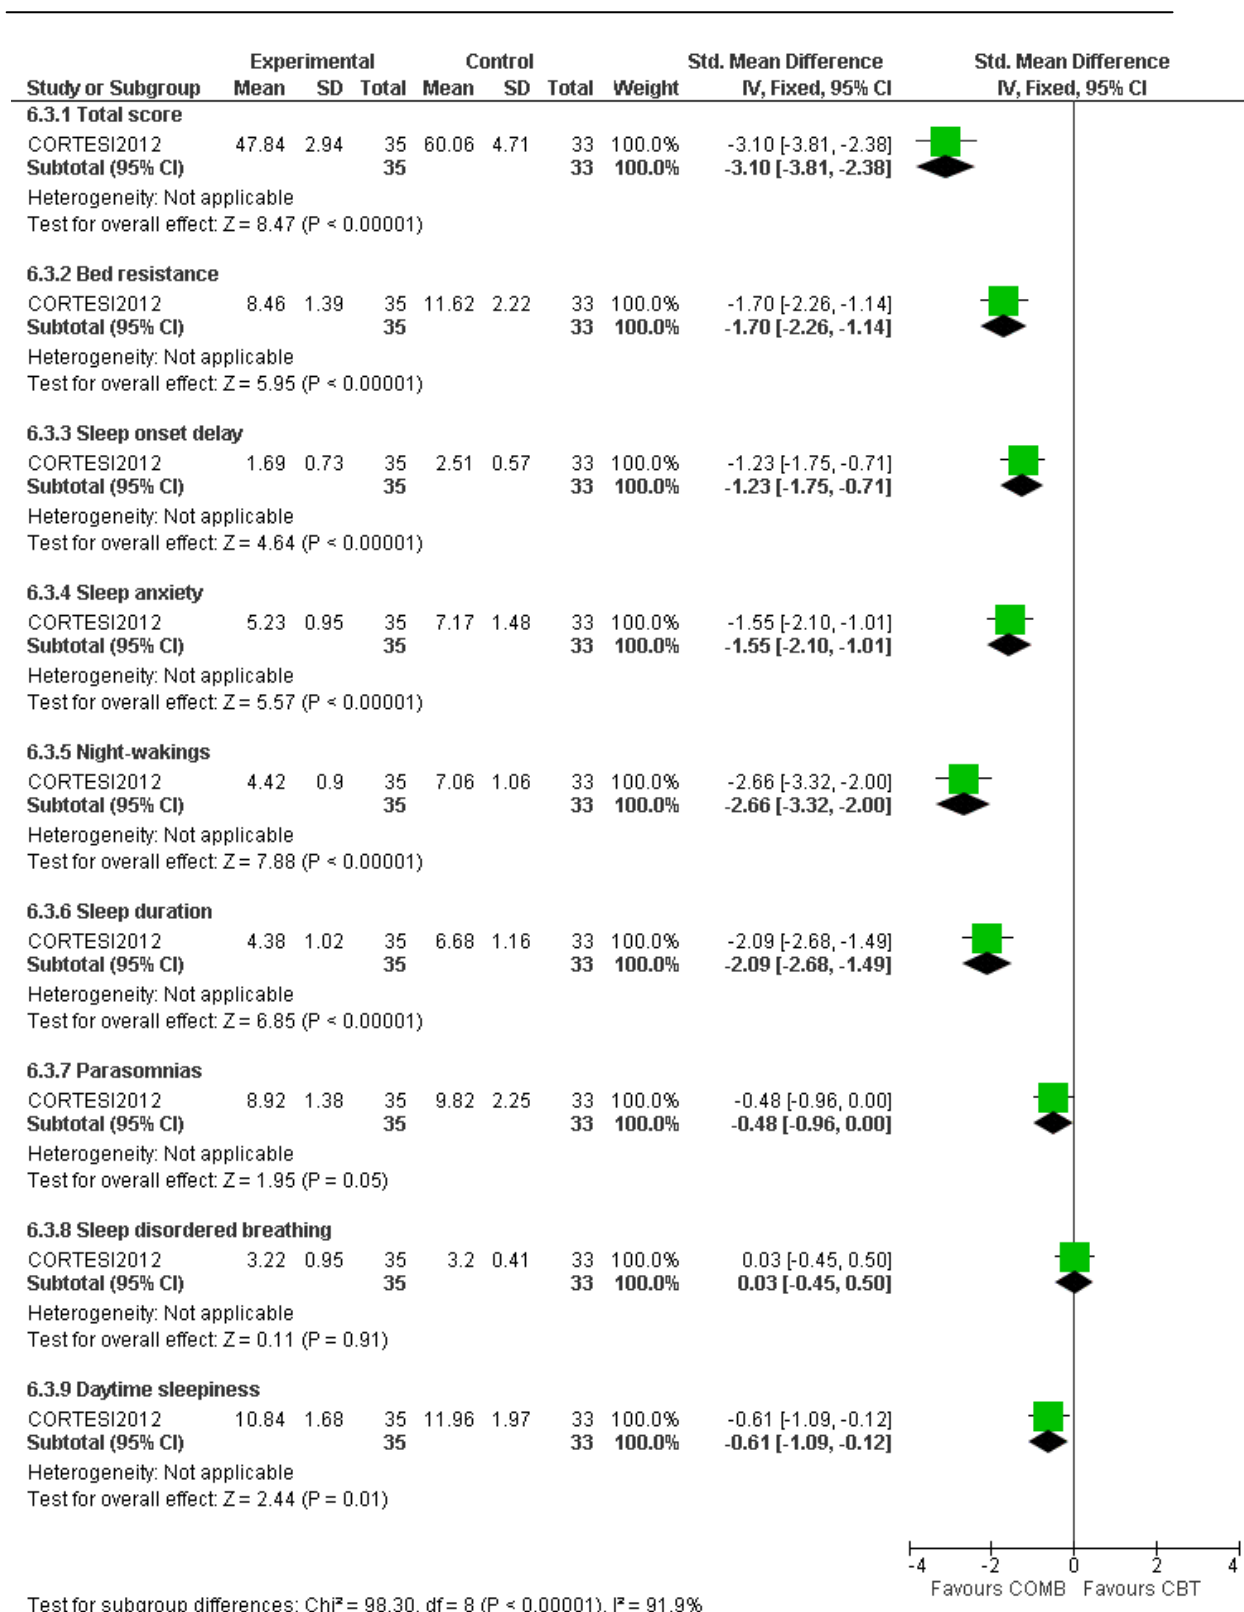 Experimental Control Std. Mean Difference Std. Mean Difference
Study or Subgroup Mean SD Total Mean SD Total Weight IV, Fixed, 95% CI IV, Fixed, 95% CI
6.3.1 Total score
CORTESI2012 47.84 2.94 35 60.06 4.71 33 100.0% -3.10 [-3.81, -2.38]
Subtotal (95% CI) 35 33 100.0% -3.10 [-3.81, -2.38]
Heterogeneity: Not applicable
Test for overall effect: Z = 8.47 (P < 0.00001)
6.3.2 Bed resistance
CORTESI2012 8.46 1.39 35 11.62 2.22 33 100.0% -1.70 [-2.26, -1.14]
Subtotal (95% CI) 35 33 100.0% -1.70 [-2.26, -1.14]
Heterogeneity: Not applicable
Test for overall effect: Z = 5.95 (P < 0.00001)
6.3.3 Sleep onset delay
CORTESI2012 1.69 0.73 35 2.51 0.57 33 100.0% -1.23 [-1.75, -0.71]
Subtotal (95% CI) 35 33 100.0% -1.23 [-1.75, -0.71]
Heterogeneity: Not applicable
Test for overall effect: Z = 4.64 (P < 0.00001)
6.3.4 Sleep anxiety
CORTESI2012 5.23 0.95 35 7.17 1.48 33 100.0% -1.55 [-2.10, -1.01]
Subtotal (95% CI) 35 33 100.0% -1.55 [-2.10, -1.01]
Heterogeneity: Not applicable
Test for overall effect: Z = 5.57 (P < 0.00001)
6.3.5 Night-wakings
CORTESI2012 4.42 0.9 35 7.06 1.06 33 100.0% -2.66 [-3.32, -2.00]
Subtotal (95% CI) 35 33 100.0% -2.66 [-3.32, -2.00]
Heterogeneity: Not applicable
Test for overall effect: Z = 7.88 (P < 0.00001)
6.3.6 Sleep duration
CORTESI2012 4.38 1.02 35 6.68 1.16 33 100.0% -2.09 [-2.68, -1.49]
Subtotal (95% CI) 35 33 100.0% -2.09 [-2.68, -1.49]
Heterogeneity: Not applicable
Test for overall effect: Z = 6.85 (P < 0.00001)
6.3.7 Parasomnias
CORTESI2012 8.92 1.38 35 9.82 2.25 33 100.0% -0.48 [-0.96, 0.00]
Subtotal (95% CI) 35 33 100.0% -0.48 [-0.96, 0.00]
Heterogeneity: Not applicable
Test for overall effect: Z = 1.95 (P = 0.05)
6.3.8 Sleep disordered breathing
CORTESI2012 3.22 0.95 35 3.2 0.41 33 100.0% 0.03 [-0.45, 0.50]
Subtotal (95% CI) 35 33 100.0% 0.03 [-0.45, 0.50]
Heterogeneity: Not applicable
Test for overall effect: Z = 0.11 (P = 0.91)
6.3.9 Daytime sleepiness
CORTESI2012 10.84 1.68 35 11.96 1.97 33 100.0% -0.61 [-1.09, -0.12]
Subtotal (95% CI) 35 33 100.0% -0.61 [-1.09, -0.12]
Heterogeneity: Not applicable
Test for overall effect: Z = 2.44 (P = 0.01)
-4 -2 0 2 4
Favours COMB Favours CBT
Test for subgroup differences: Chi² = 98.30, df = 8 (P < 0.00001), I² = 91.9%